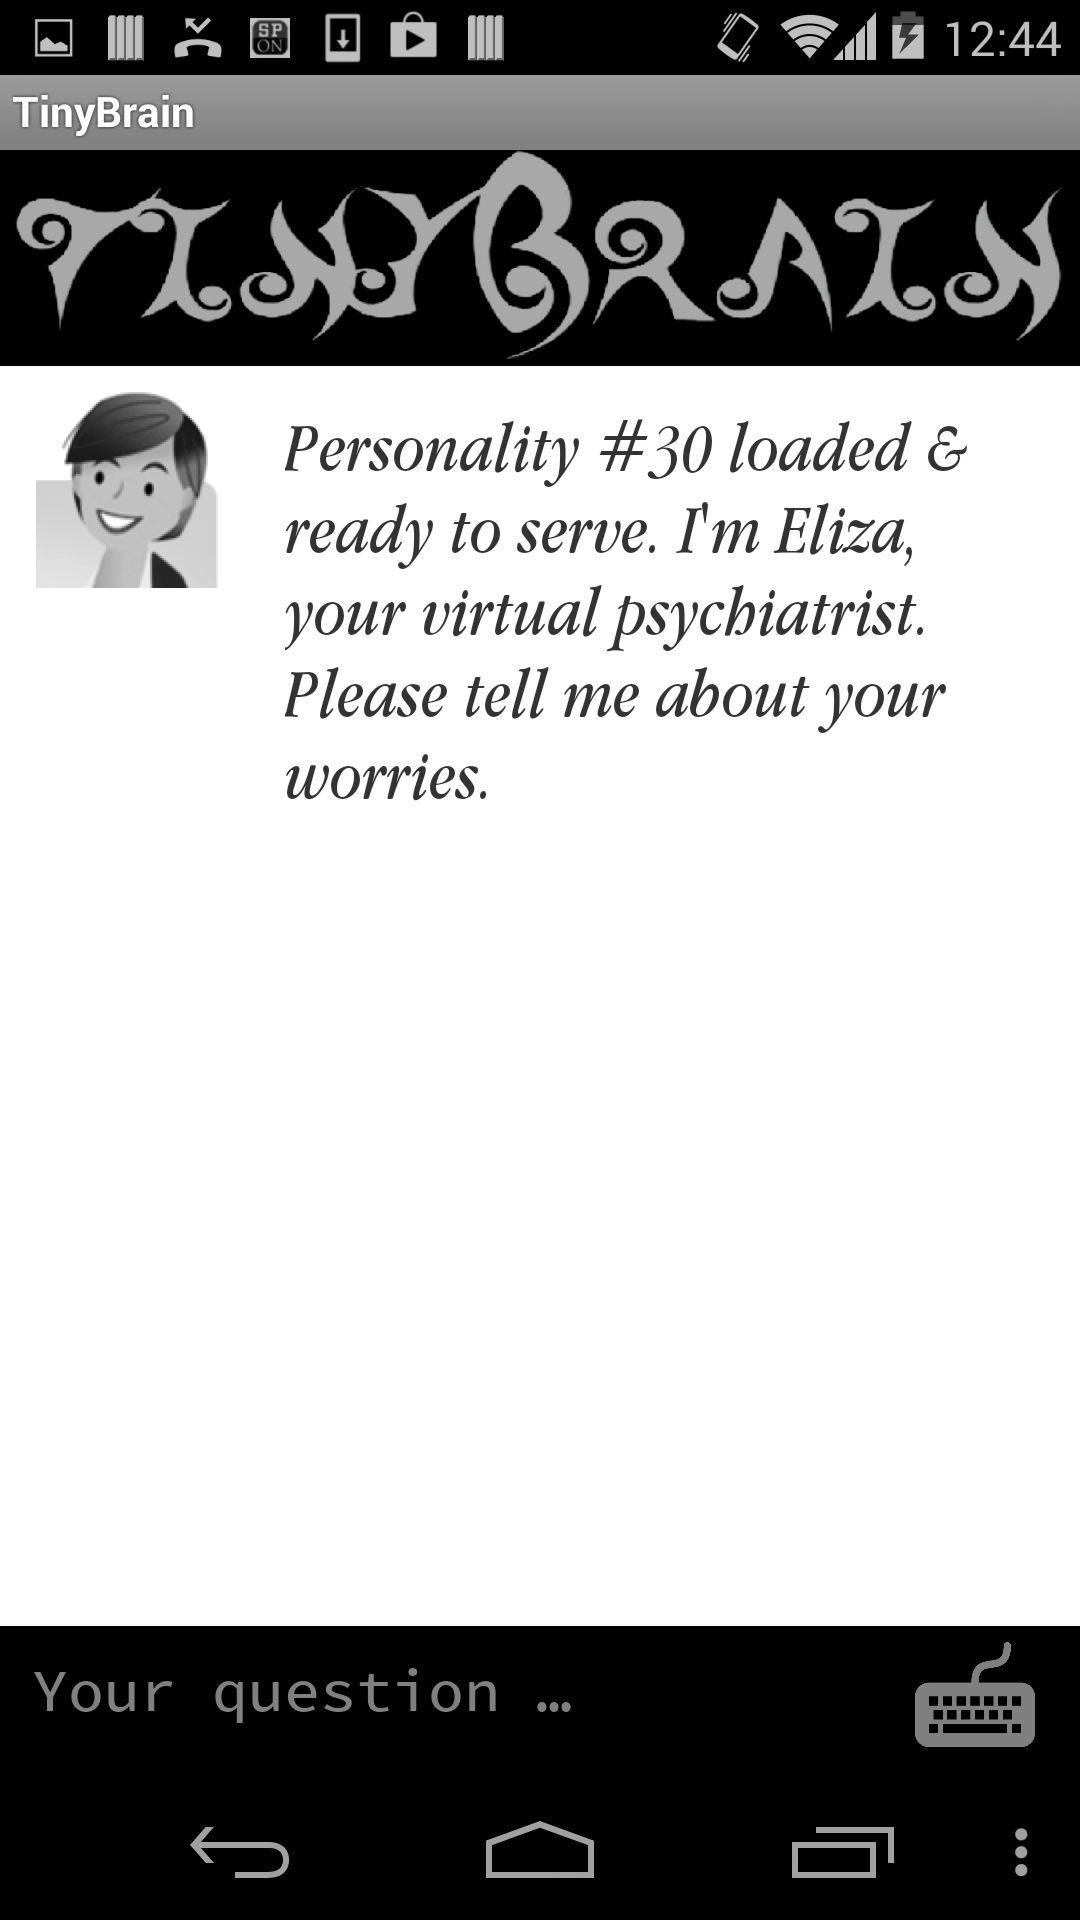 SP
ON
12:44
TinyBrain
TINYBRAIN
Personality #30 loaded &
ready to serve. I'm Eliza,
your virtual psychiatrist.
Please tell me about your
worries.
Your question …